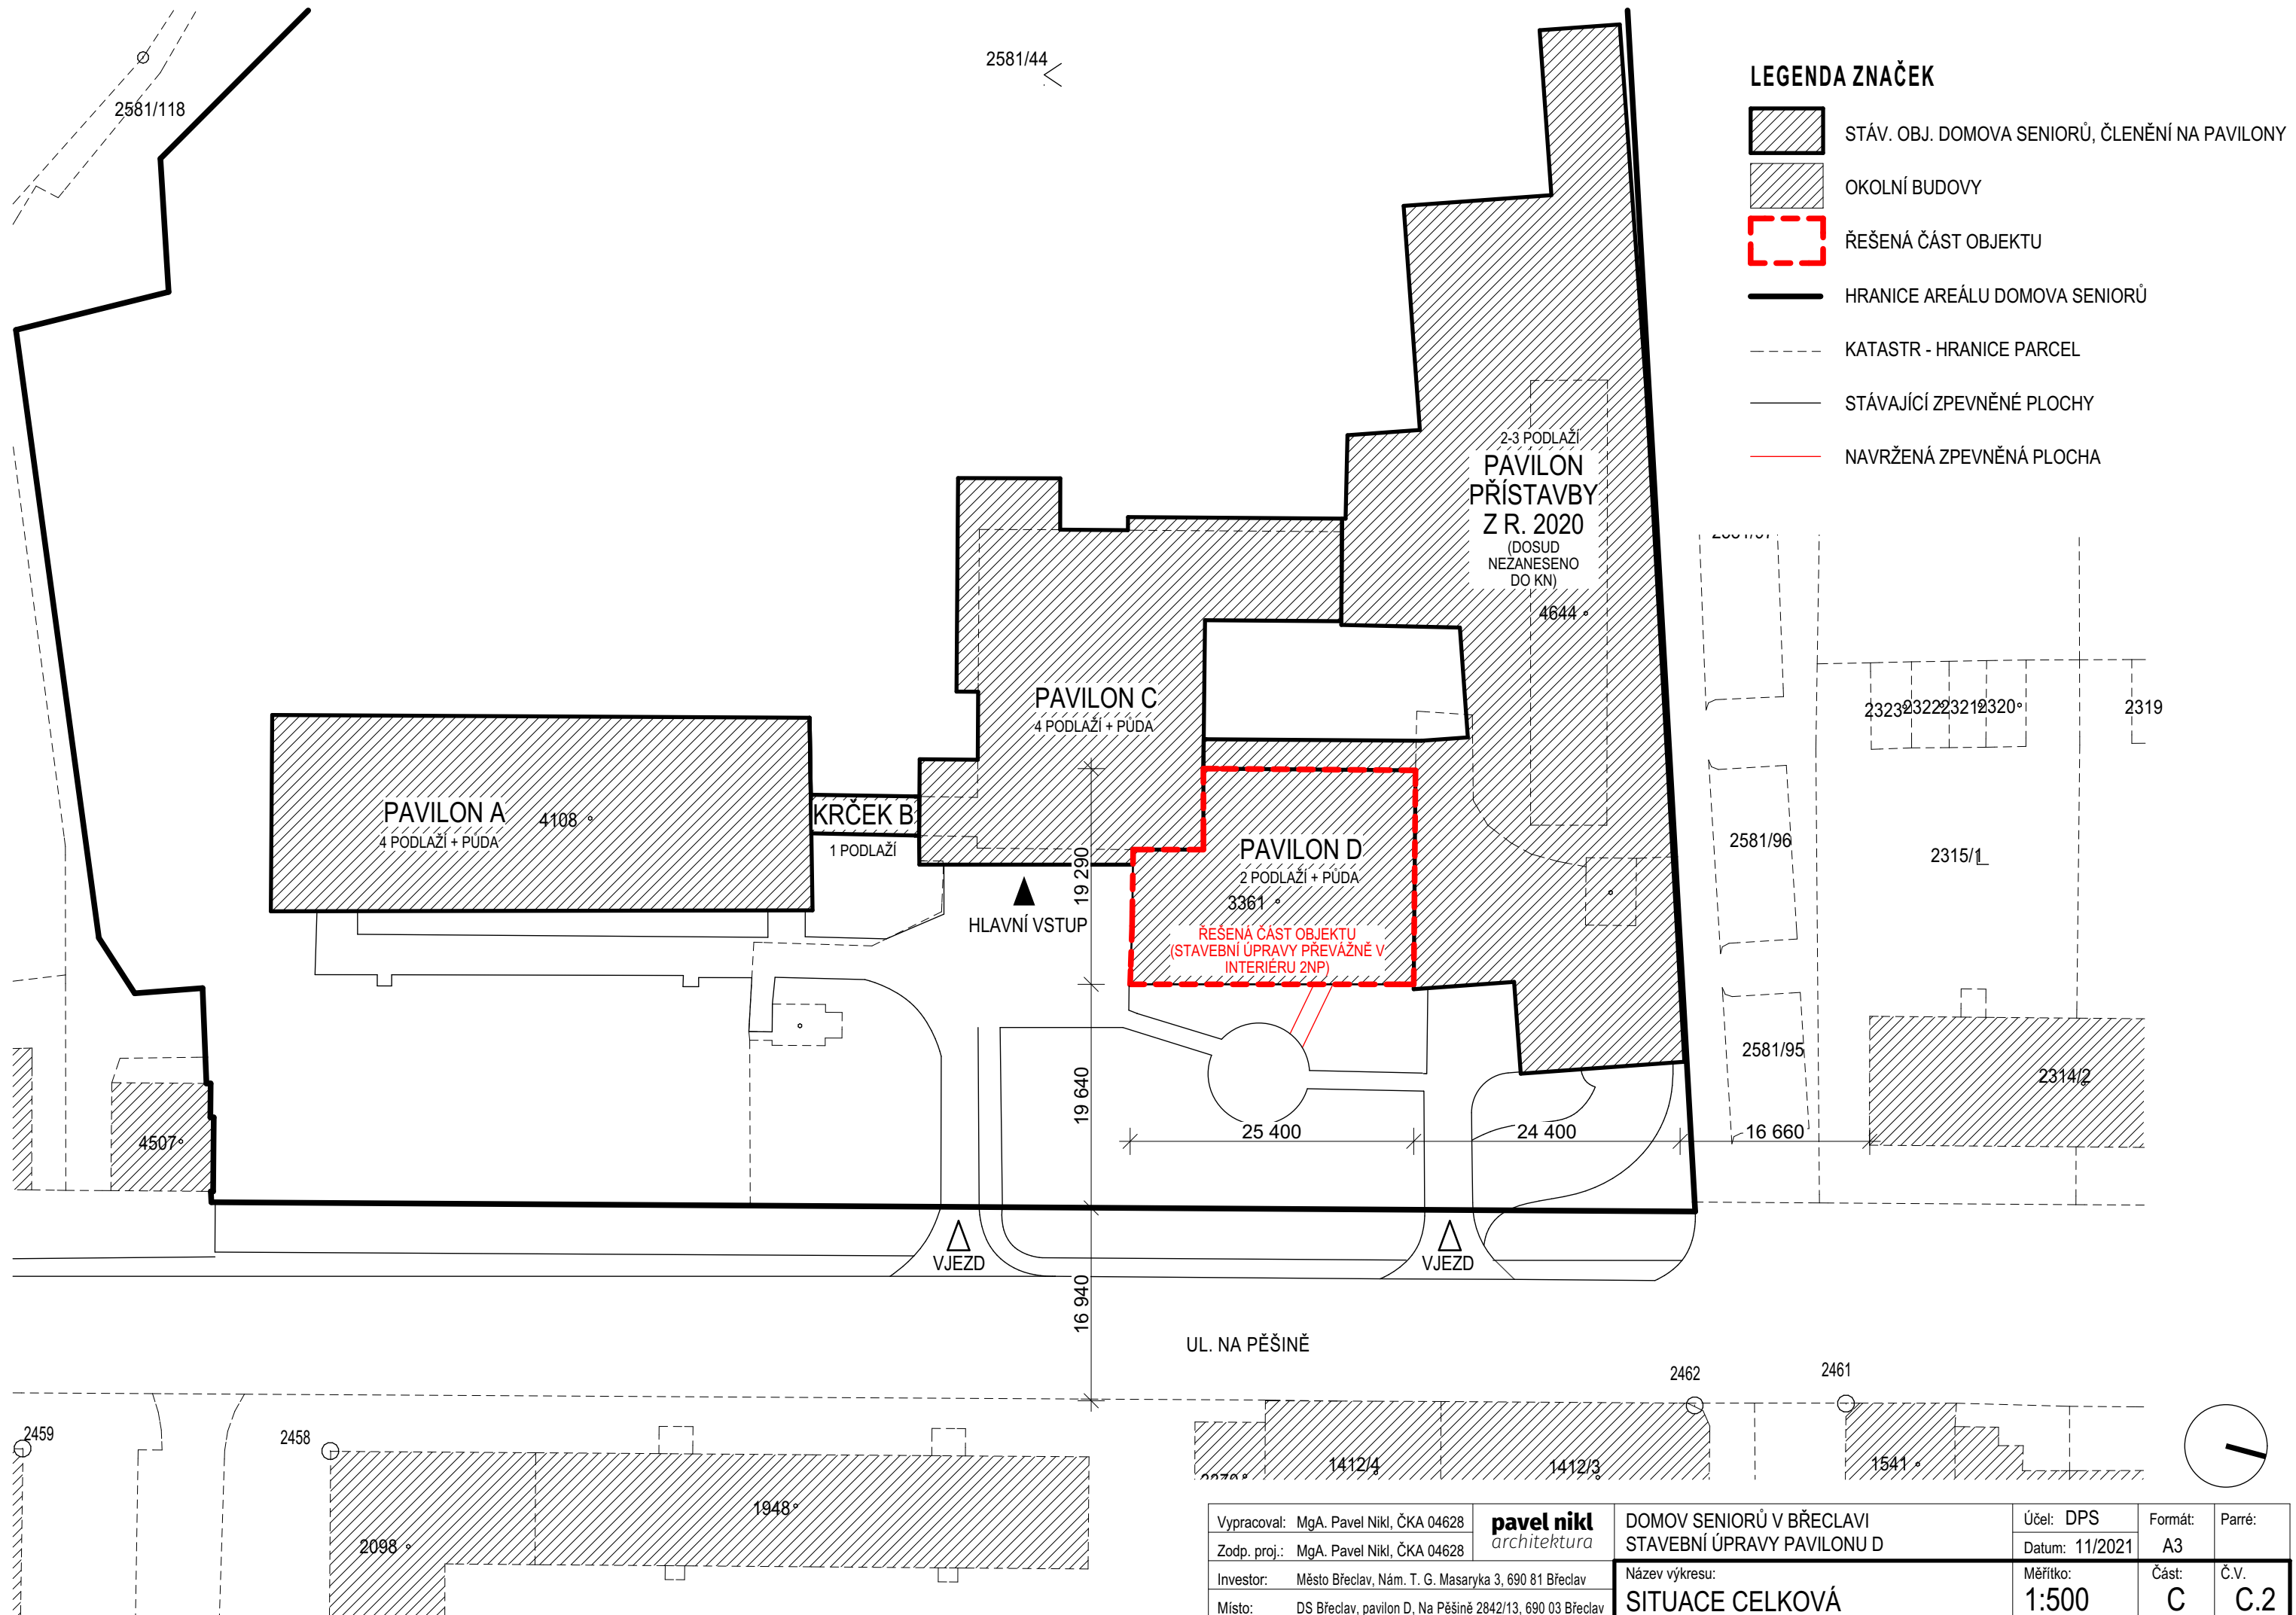 2581/118
2581/44
LEGENDA ZNAČEK
STÁV. OBJ. DOMOVA SENIORŮ, ČLENĚNÍ NA PAVILONY
OKOLNÍ BUDOVY
ŘEŠENÁ ČÁST OBJEKTU
HRANICE AREÁLU DOMOVA SENIORŮ
KATASTR - HRANICE PARCEL
STÁVAJÍCÍ ZPEVNĚNÉ PLOCHY
NAVRŽENÁ ZPEVNĚNÁ PLOCHA
2-3 PODLAŽÍ
PAVILON
PŘÍSTAVBY
Z R. 2020
(DOSUD
NEZANESENO
DO KN)
4644
PAVILON C
4 PODLAŽÍ + PŮDA
2323
2322
2321
2320
2319
PAVILON A
4108
4 PODLAŽÍ + PŮDA
KRČEK B
1 PODLAŽÍ
PAVILON D
2 PODLAŽÍ + PŮDA
3361
ŘEŠENÁ ČÁST OBJEKTU
(STAVEBNÍ ÚPRAVY PŘEVÁŽNĚ V
INTERIÉRU 2NP)
HLAVNÍ VSTUP
19 290
2581/96
2315/1
2581/95
2314/2
19 640
4507
25 400
24 400
16 660
VJEZD
VJEZD
16 940
UL. NA PĚŠINĚ
2462
2461
2459
2458
1412/4
1412/3
1541
1948
2098
Vypracoval: MgA. Pavel Nikl, ČKA 04628
Zodp. proj.: MgA. Pavel Nikl, ČKA 04628
Investor: Město Břeclav, Nám. T. G. Masaryka 3, 690 81 Břeclav
Místo: DS Břeclav, pavilon D, Na Pěšině 2842/13, 690 03 Břeclav
pavel nikl
architektura
DOMOV SENIORŮ V BŘECLAVI
STAVEBNÍ ÚPRAVY PAVILONU D
Název výkresu:
SITUACE CELKOVÁ
Účel: DPS
Datum: 11/2021
Formát:
A3
Parré:
Měřítko:
1:500
Část:
C
Č.V.
C.2